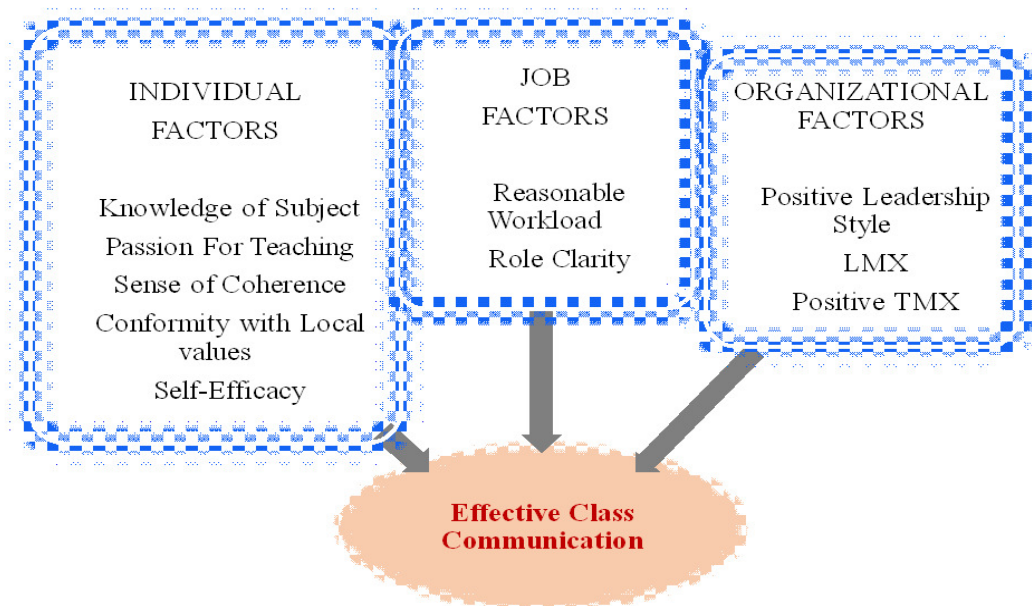 INDIVIDUAL
FACTORS
Knowledge of Subject
Passion For Teaching
Sense of Coherence
Conformity with Local
values
Self-Efficacy
JOB
FACTORS
Reasonable
Workload
Role Clarity
ORGANIZATIONAL
FACTORS
Positive Leadership
Style
LMX
Positive TMX
Effective Class
Communication